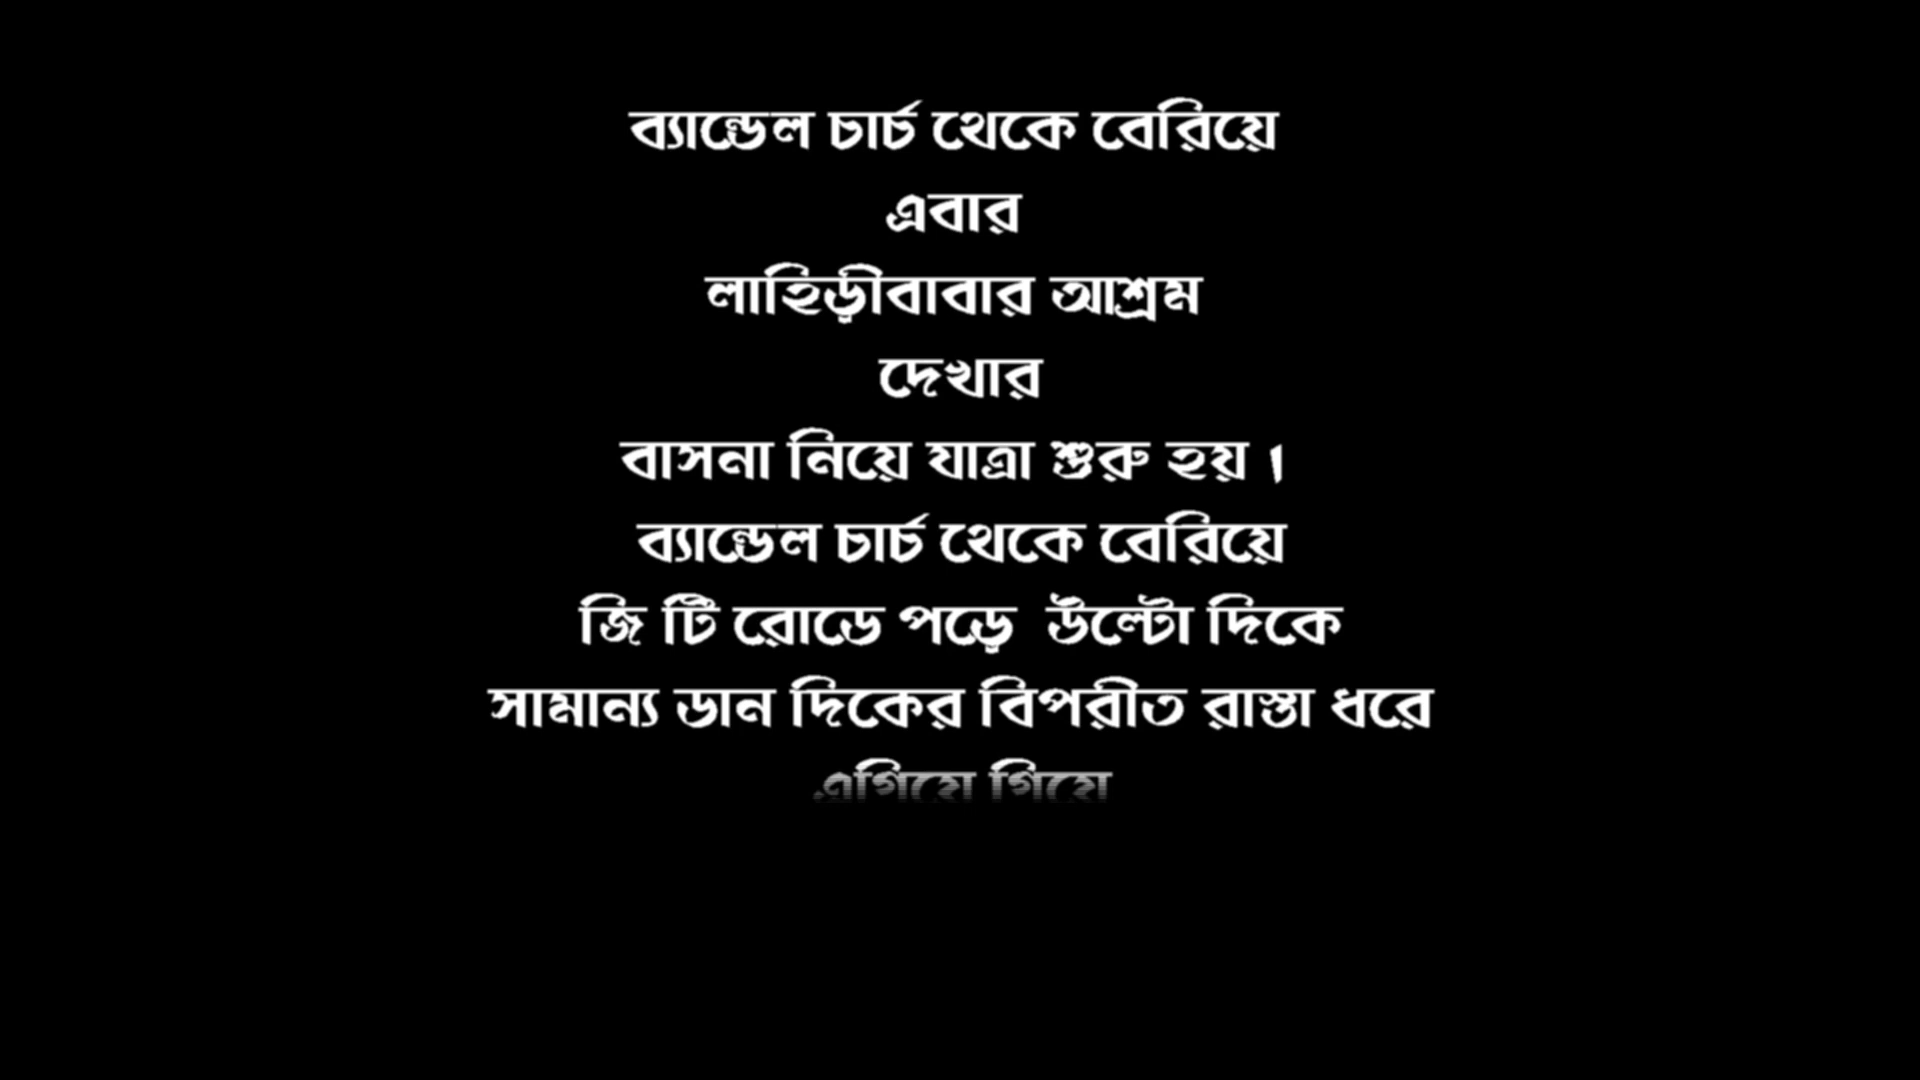 ব্যান্ডেল চার্চ থেকে বেরিয়ে
এবার
লাহিড়ীবাবার আশ্রম
দেখার
বাসনা নিয়ে যাত্রা শুরু হয় ।
ব্যান্ডেল চার্চ থেকে বেরিয়ে
জি টি রোডে পড়ে উল্টো দিকে
সামান্য ডান দিকের বিপরীত রাস্তা ধরে
এগিয়ে গিয়ে